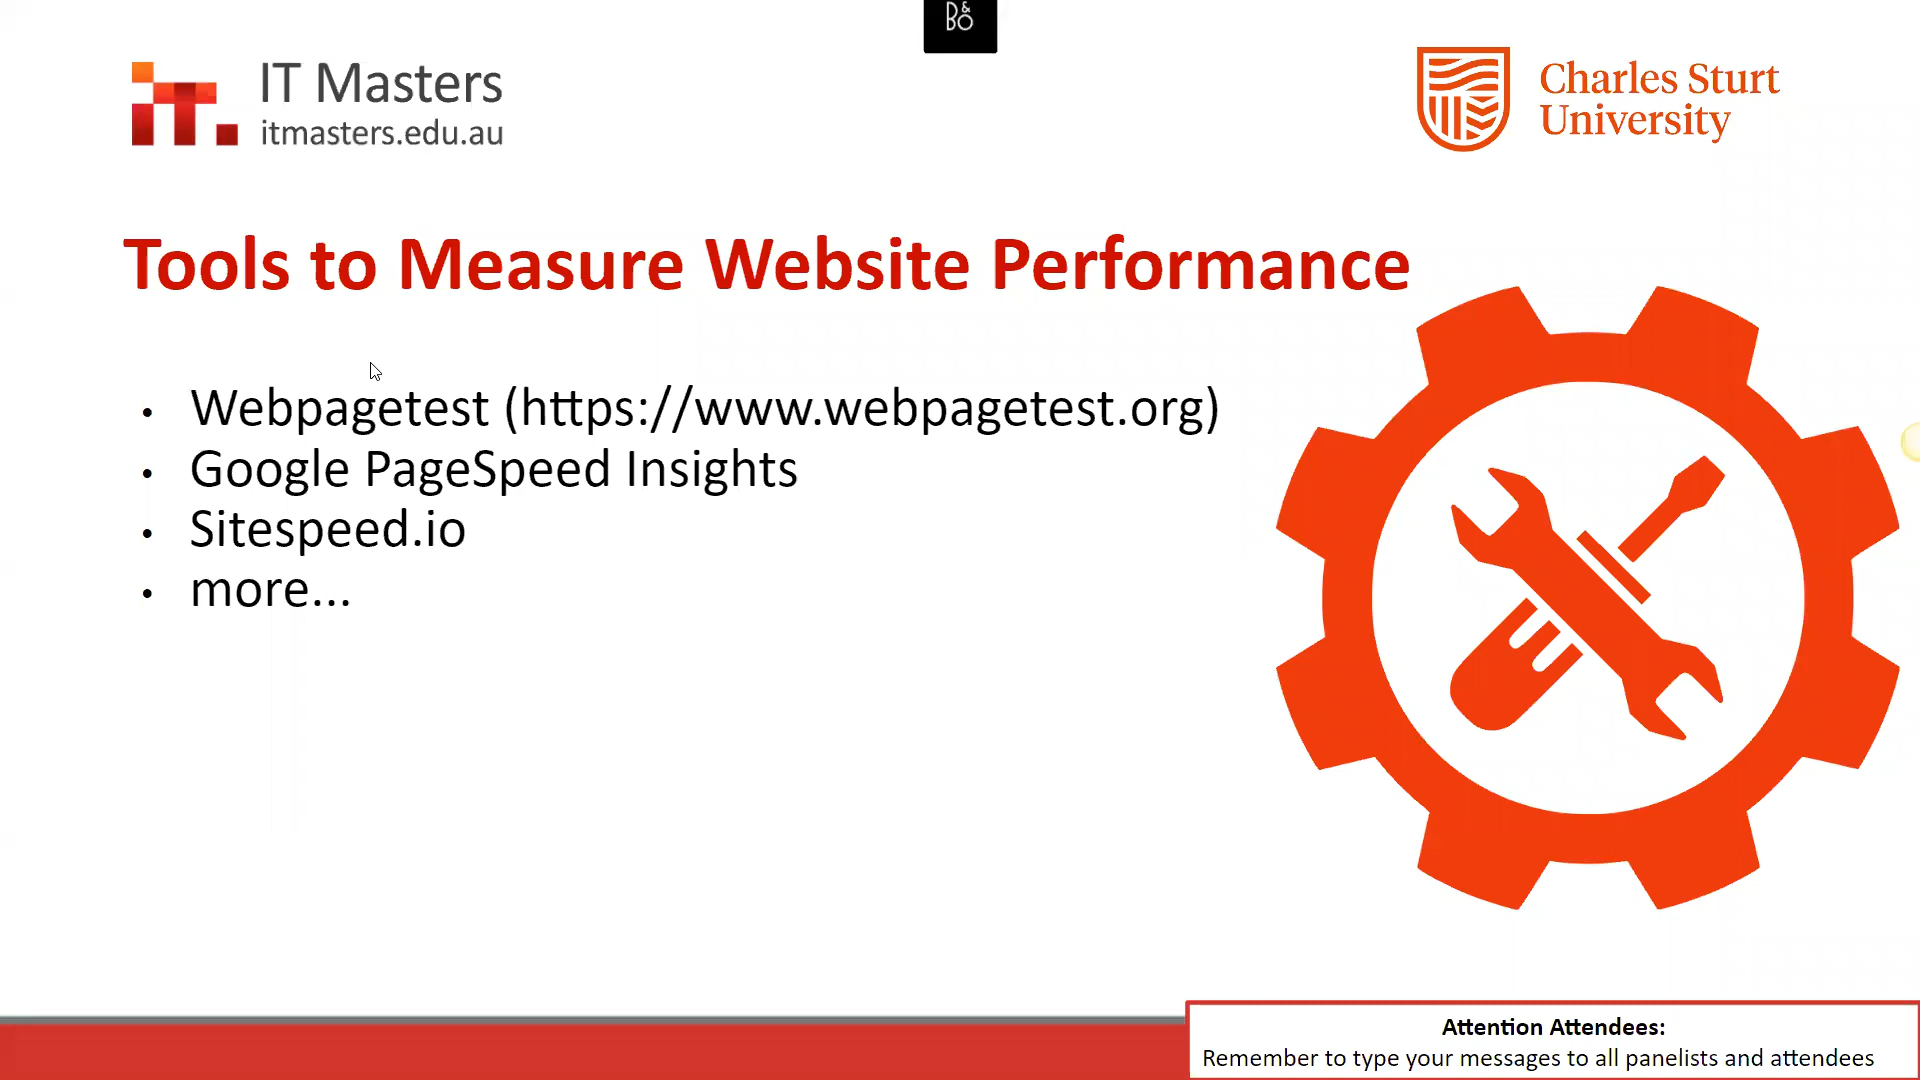 B&O
IT Masters
itmasters.edu.au
Charles Sturt
University
Tools to Measure Website Performance
• Webpagetest (https://www.webpagetest.org)
• Google PageSpeed Insights
• Sitespeed.io
• more...
Attention Attendees:
Remember to type your messages to all panelists and attendees